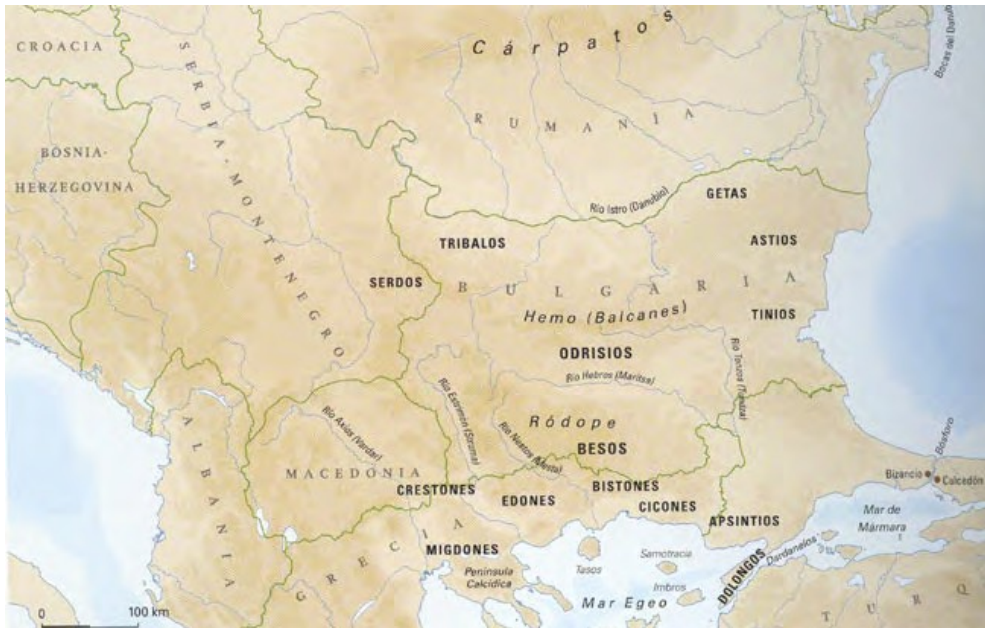 Cárpatos
Bocas del Danubio
CROACIA
SERBIA-MONTENEGRO
RUMANIA
BOSNIA-
HERZEGOVINA
Río Istro (Danubio)
GETAS
TRIBALOS
ASTIOS
SERDOS
BULGARIA
Hemo (Balcanes)
TINIOS
ODRISIOS
Río Tonzos (Tundza)
Río Hebros (Maritsa)
Río Estrimón (Struma)
Río Axiós (Vardar)
Ródope
Río Nestos (Mesta)
BESOS
ALBANIA
MACEDONIA
Bósforo
Bizancio
Calcedón
CRESTONES
EDONES
BISTONES
CICONES
APSINTIOS
Mar de
Mármara
GRECIA
MIGDONES
Península
Calcídica
Tasos
Samotracia
Imbros
Dardanelos
DOLONGOS
Mar Egeo
0 100 km
TURQ